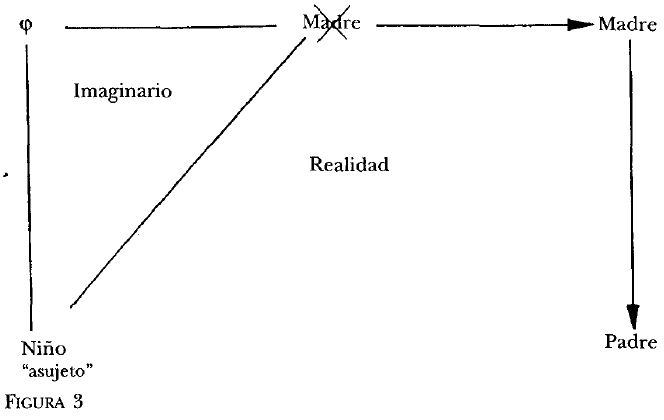 φ Madre Madre
Imaginario
Realidad
Niño Padre
“asujeto”
FIGURA 3